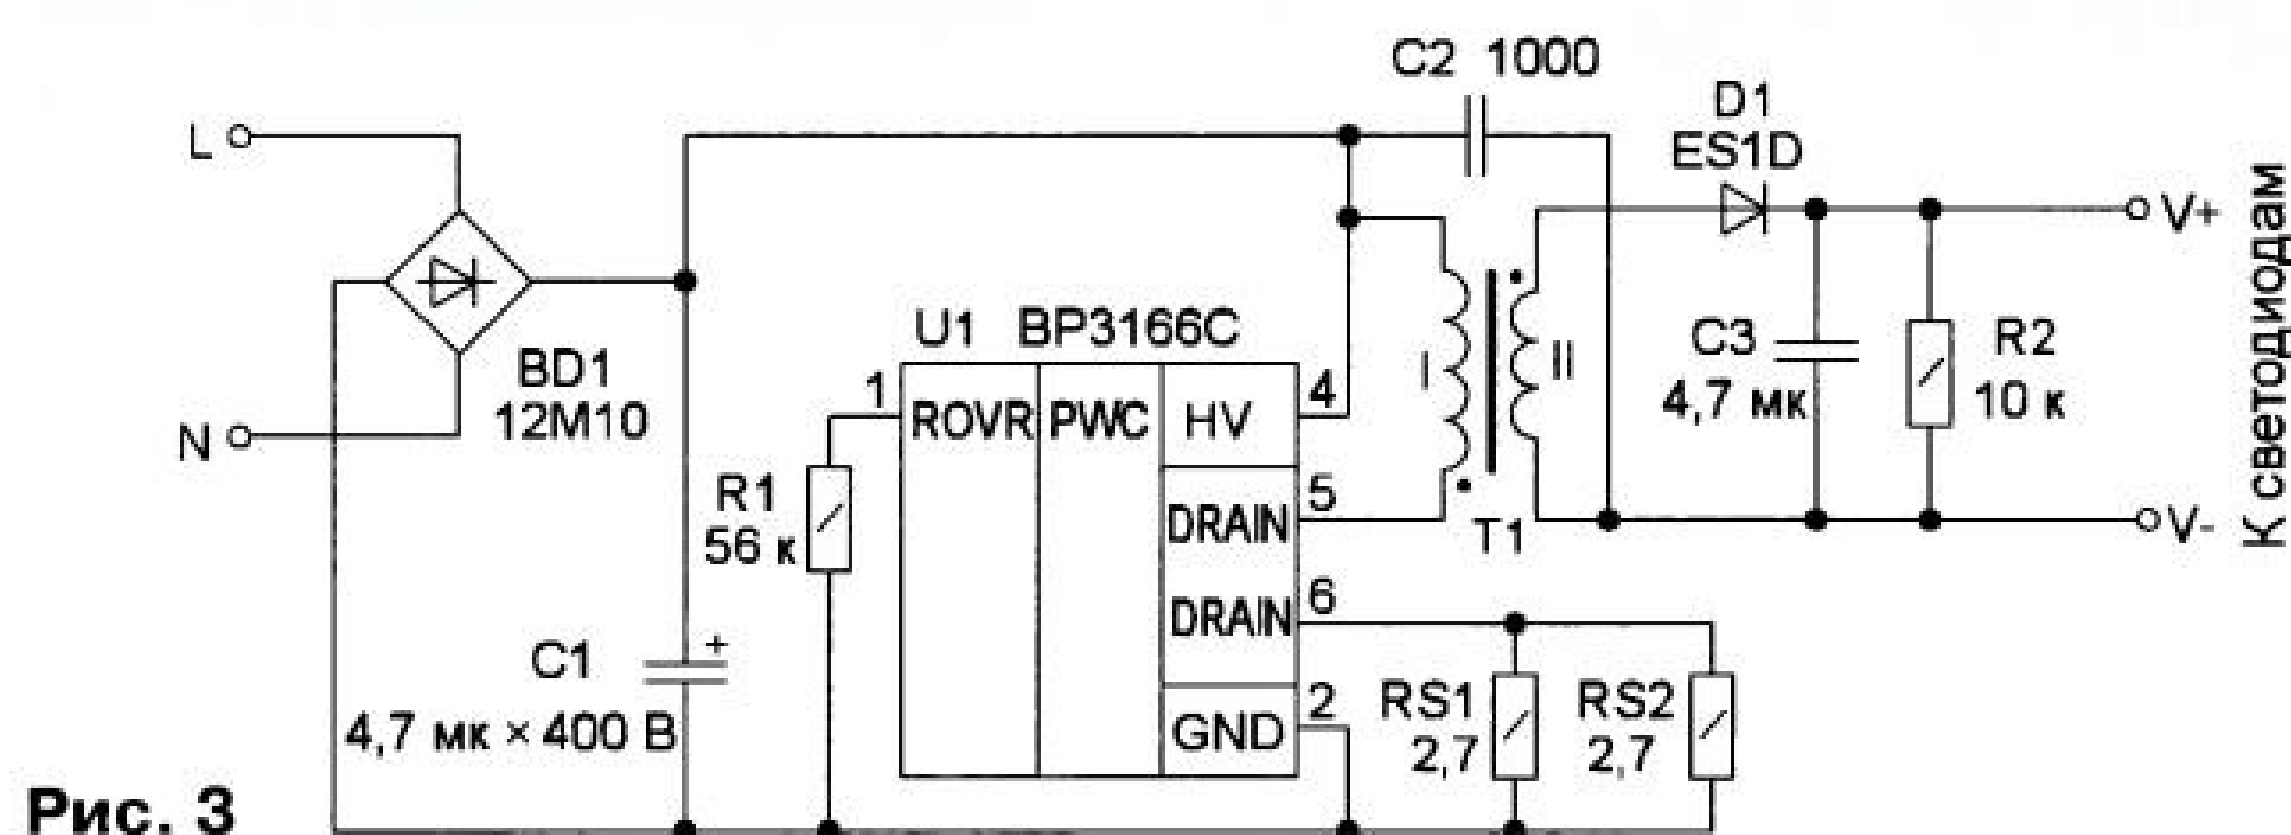 C2 1000
D1
ES1D
L
V+
U1 BP3166C
BD1
12M10
1
ROVR
PWC
HV
4
I
II
C3
4,7 мк
R2
10 к
N
R1
56 к
DRAIN
5
T1
V-
К светодиодам
DRAIN
6
C1
+
4,7 мк × 400 В
GND
2
RS1
2,7
RS2
2,7
Рис. 3